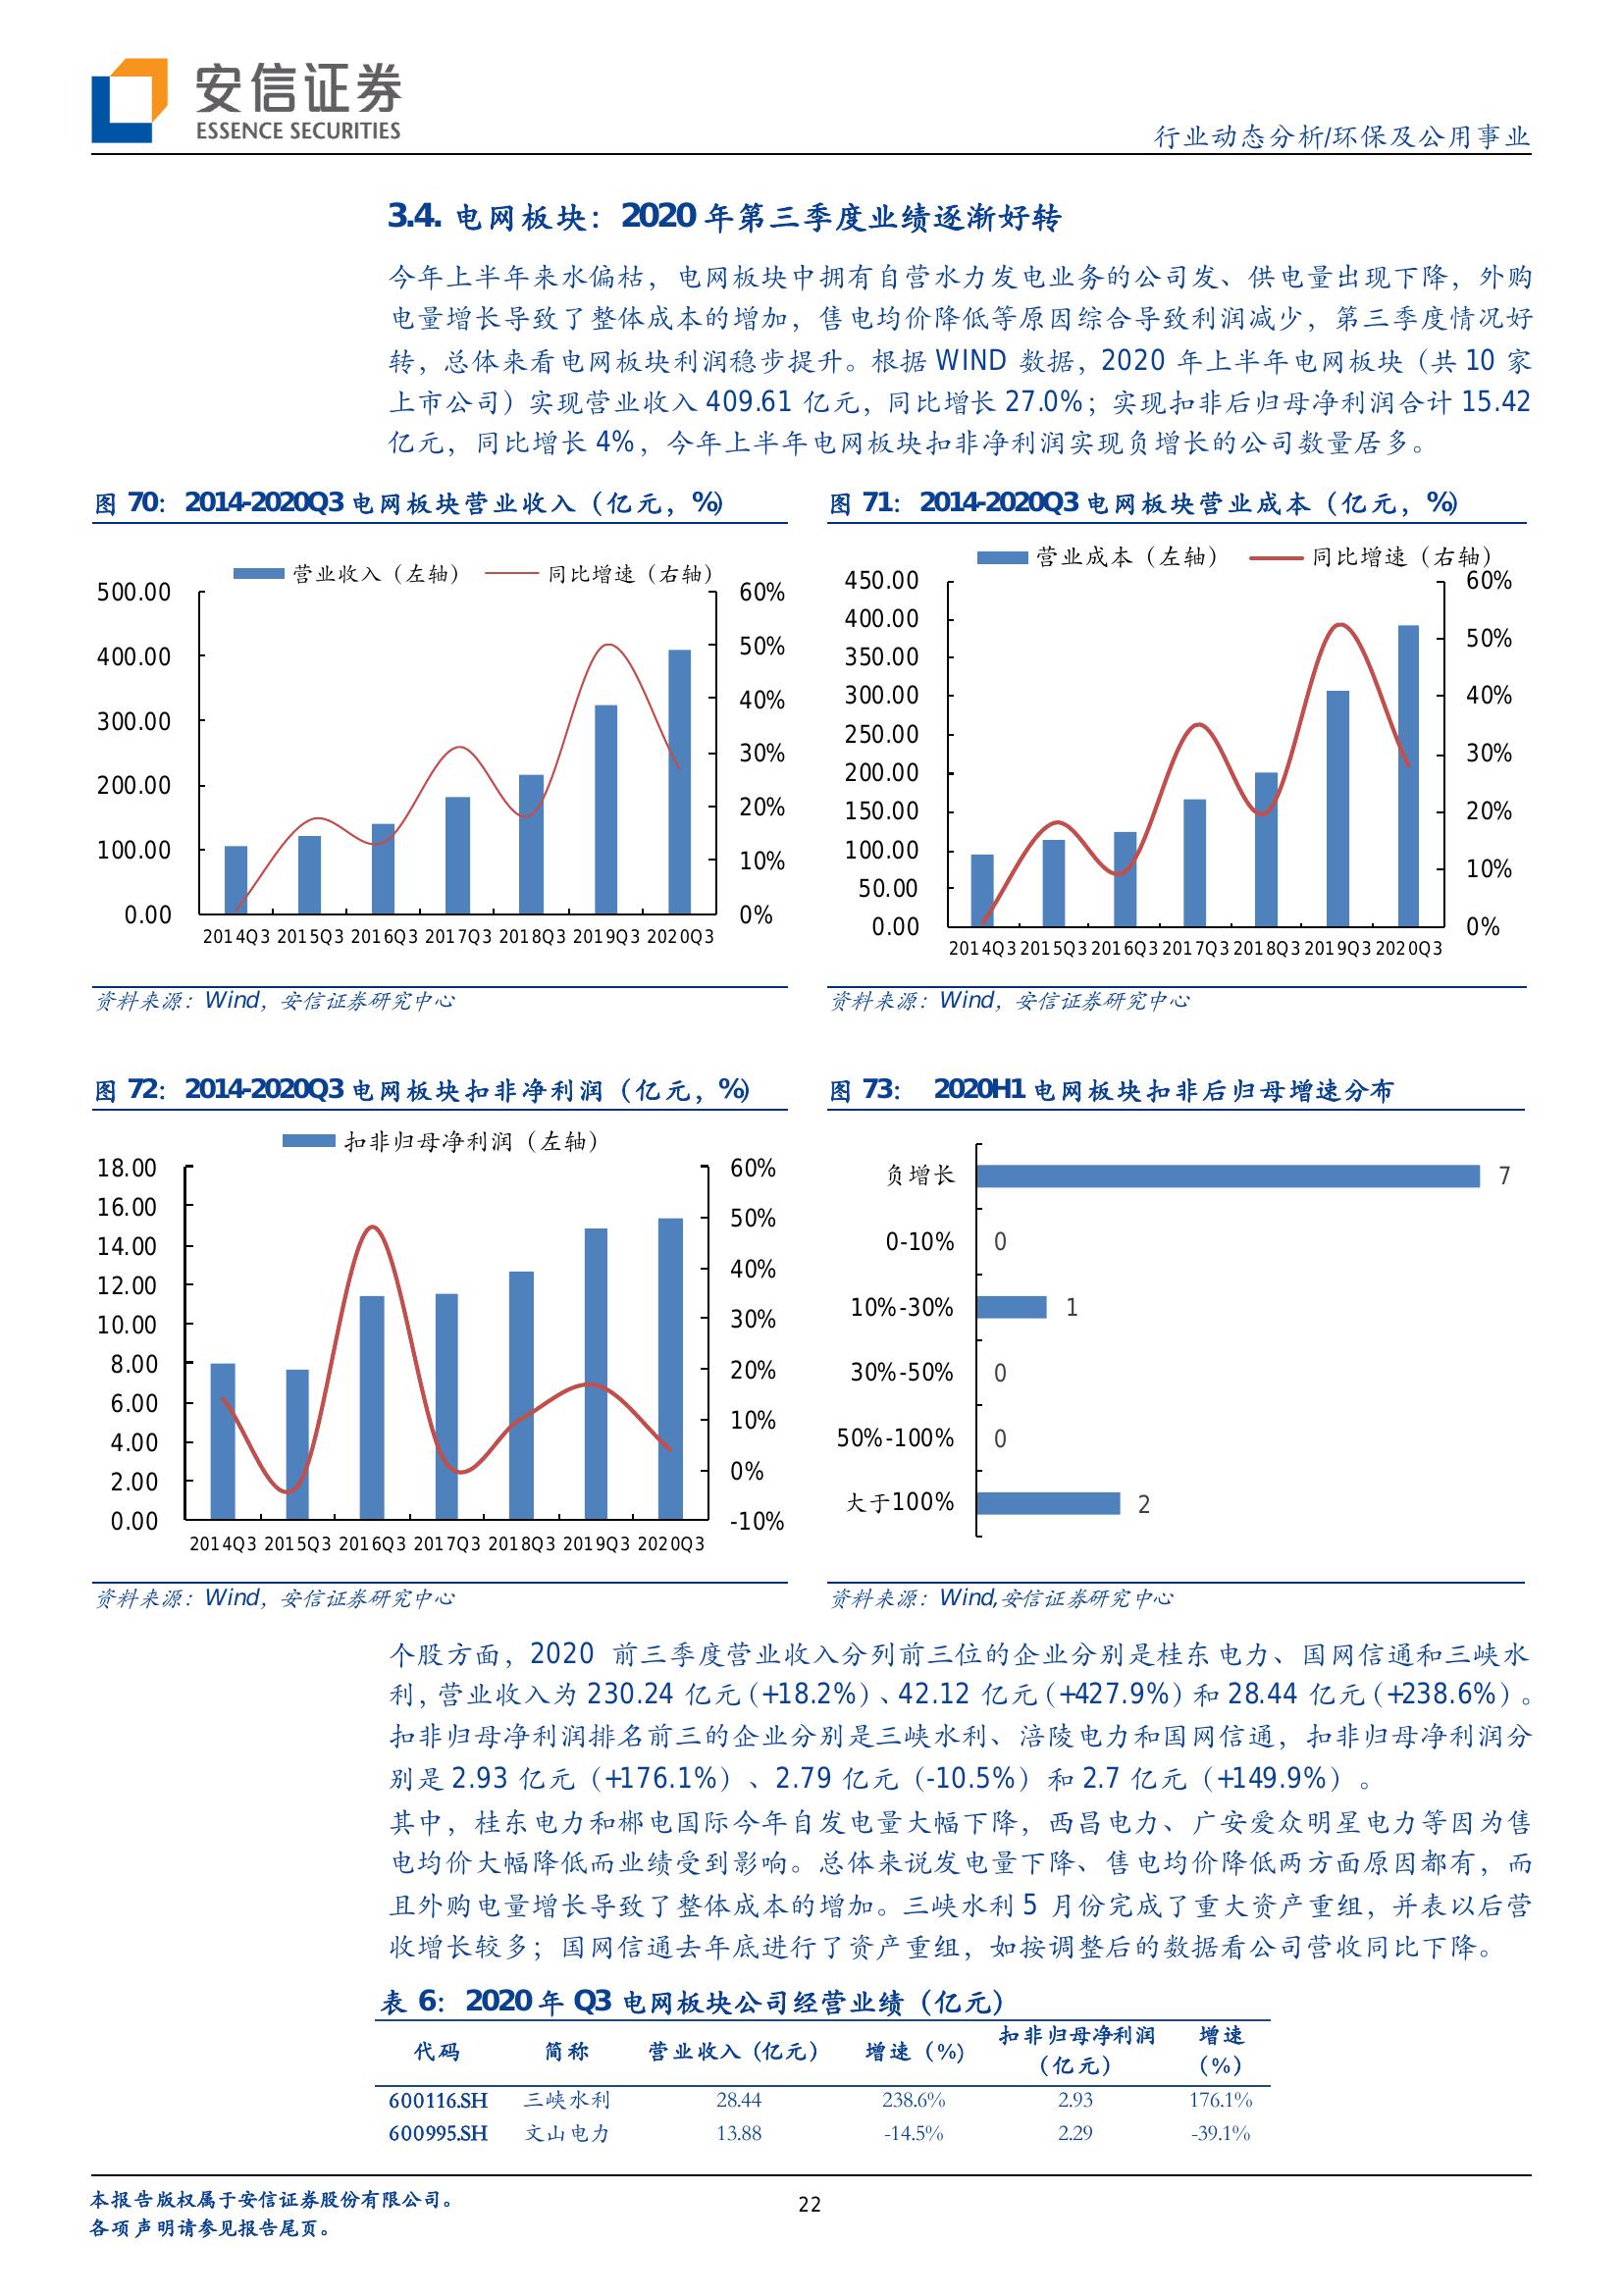 安信证券
ESSENCE SECURITIES
行业动态分析/环保及公用事业
3.4. 电网板块：2020 年第三季度业绩逐渐好转
今年上半年来水偏枯，电网板块中拥有自营水力发电业务的公司发、供电量出现下降，外购
电量增长导致了整体成本的增加，售电均价降低等原因综合导致利润减少，第三季度情况好
转，总体来看电网板块利润稳步提升。根据 WIND 数据，2020 年上半年电网板块（共 10 家
上市公司）实现营业收入 409.61 亿元，同比增长 27.0%；实现扣非后归母净利润合计 15.42
亿元，同比增长 4%，今年上半年电网板块扣非净利润实现负增长的公司数量居多。
图 70：2014-2020Q3 电网板块营业收入（亿元，%）
营业收入（左轴） 同比增速（右轴）
500.00
400.00
300.00
200.00
100.00
0.00
60%
50%
40%
30%
20%
10%
0%
2014Q3 2015Q3 2016Q3 2017Q3 2018Q3 2019Q3 2020Q3
资料来源：Wind，安信证券研究中心
图 71：2014-2020Q3 电网板块营业成本（亿元，%）
营业成本（左轴） 同比增速（右轴）
450.00
400.00
350.00
300.00
250.00
200.00
150.00
100.00
50.00
0.00
60%
50%
40%
30%
20%
10%
0%
2014Q3 2015Q3 2016Q3 2017Q3 2018Q3 2019Q3 2020Q3
资料来源：Wind，安信证券研究中心
图 72：2014-2020Q3 电网板块扣非净利润（亿元，%）
扣非归母净利润（左轴）
18.00
16.00
14.00
12.00
10.00
8.00
6.00
4.00
2.00
0.00
60%
50%
40%
30%
20%
10%
0%
-10%
2014Q3 2015Q3 2016Q3 2017Q3 2018Q3 2019Q3 2020Q3
资料来源：Wind，安信证券研究中心
图 73： 2020H1 电网板块扣非后归母增速分布
负增长 7
0-10% 0
10%-30% 1
30%-50% 0
50%-100% 0
大于100% 2
资料来源：Wind,安信证券研究中心
个股方面，2020 前三季度营业收入分列前三位的企业分别是桂东电力、国网信通和三峡水
利，营业收入为 230.24 亿元（+18.2%）、42.12 亿元（+427.9%）和 28.44 亿元（+238.6%）。
扣非归母净利润排名前三的企业分别是三峡水利、涪陵电力和国网信通，扣非归母净利润分
别是 2.93 亿元（+176.1%）、2.79 亿元（-10.5%）和 2.7 亿元（+149.9%）。
其中，桂东电力和郴电国际今年自发电量大幅下降，西昌电力、广安爱众明星电力等因为售
电均价大幅降低而业绩受到影响。总体来说发电量下降、售电均价降低两方面原因都有，而
且外购电量增长导致了整体成本的增加。三峡水利 5 月份完成了重大资产重组，并表以后营
收增长较多；国网信通去年底进行了资产重组，如按调整后的数据看公司营收同比下降。
表 6：2020 年 Q3 电网板块公司经营业绩（亿元）
代码 简称 营业收入（亿元） 增速（%） 扣非归母净利润（亿元） 增速（%）
600116.SH 三峡水利 28.44 238.6% 2.93 176.1%
600995.SH 文山电力 13.88 -14.5% 2.29 -39.1%
本报告版权属于安信证券股份有限公司。
各项声明请参见报告尾页。
22